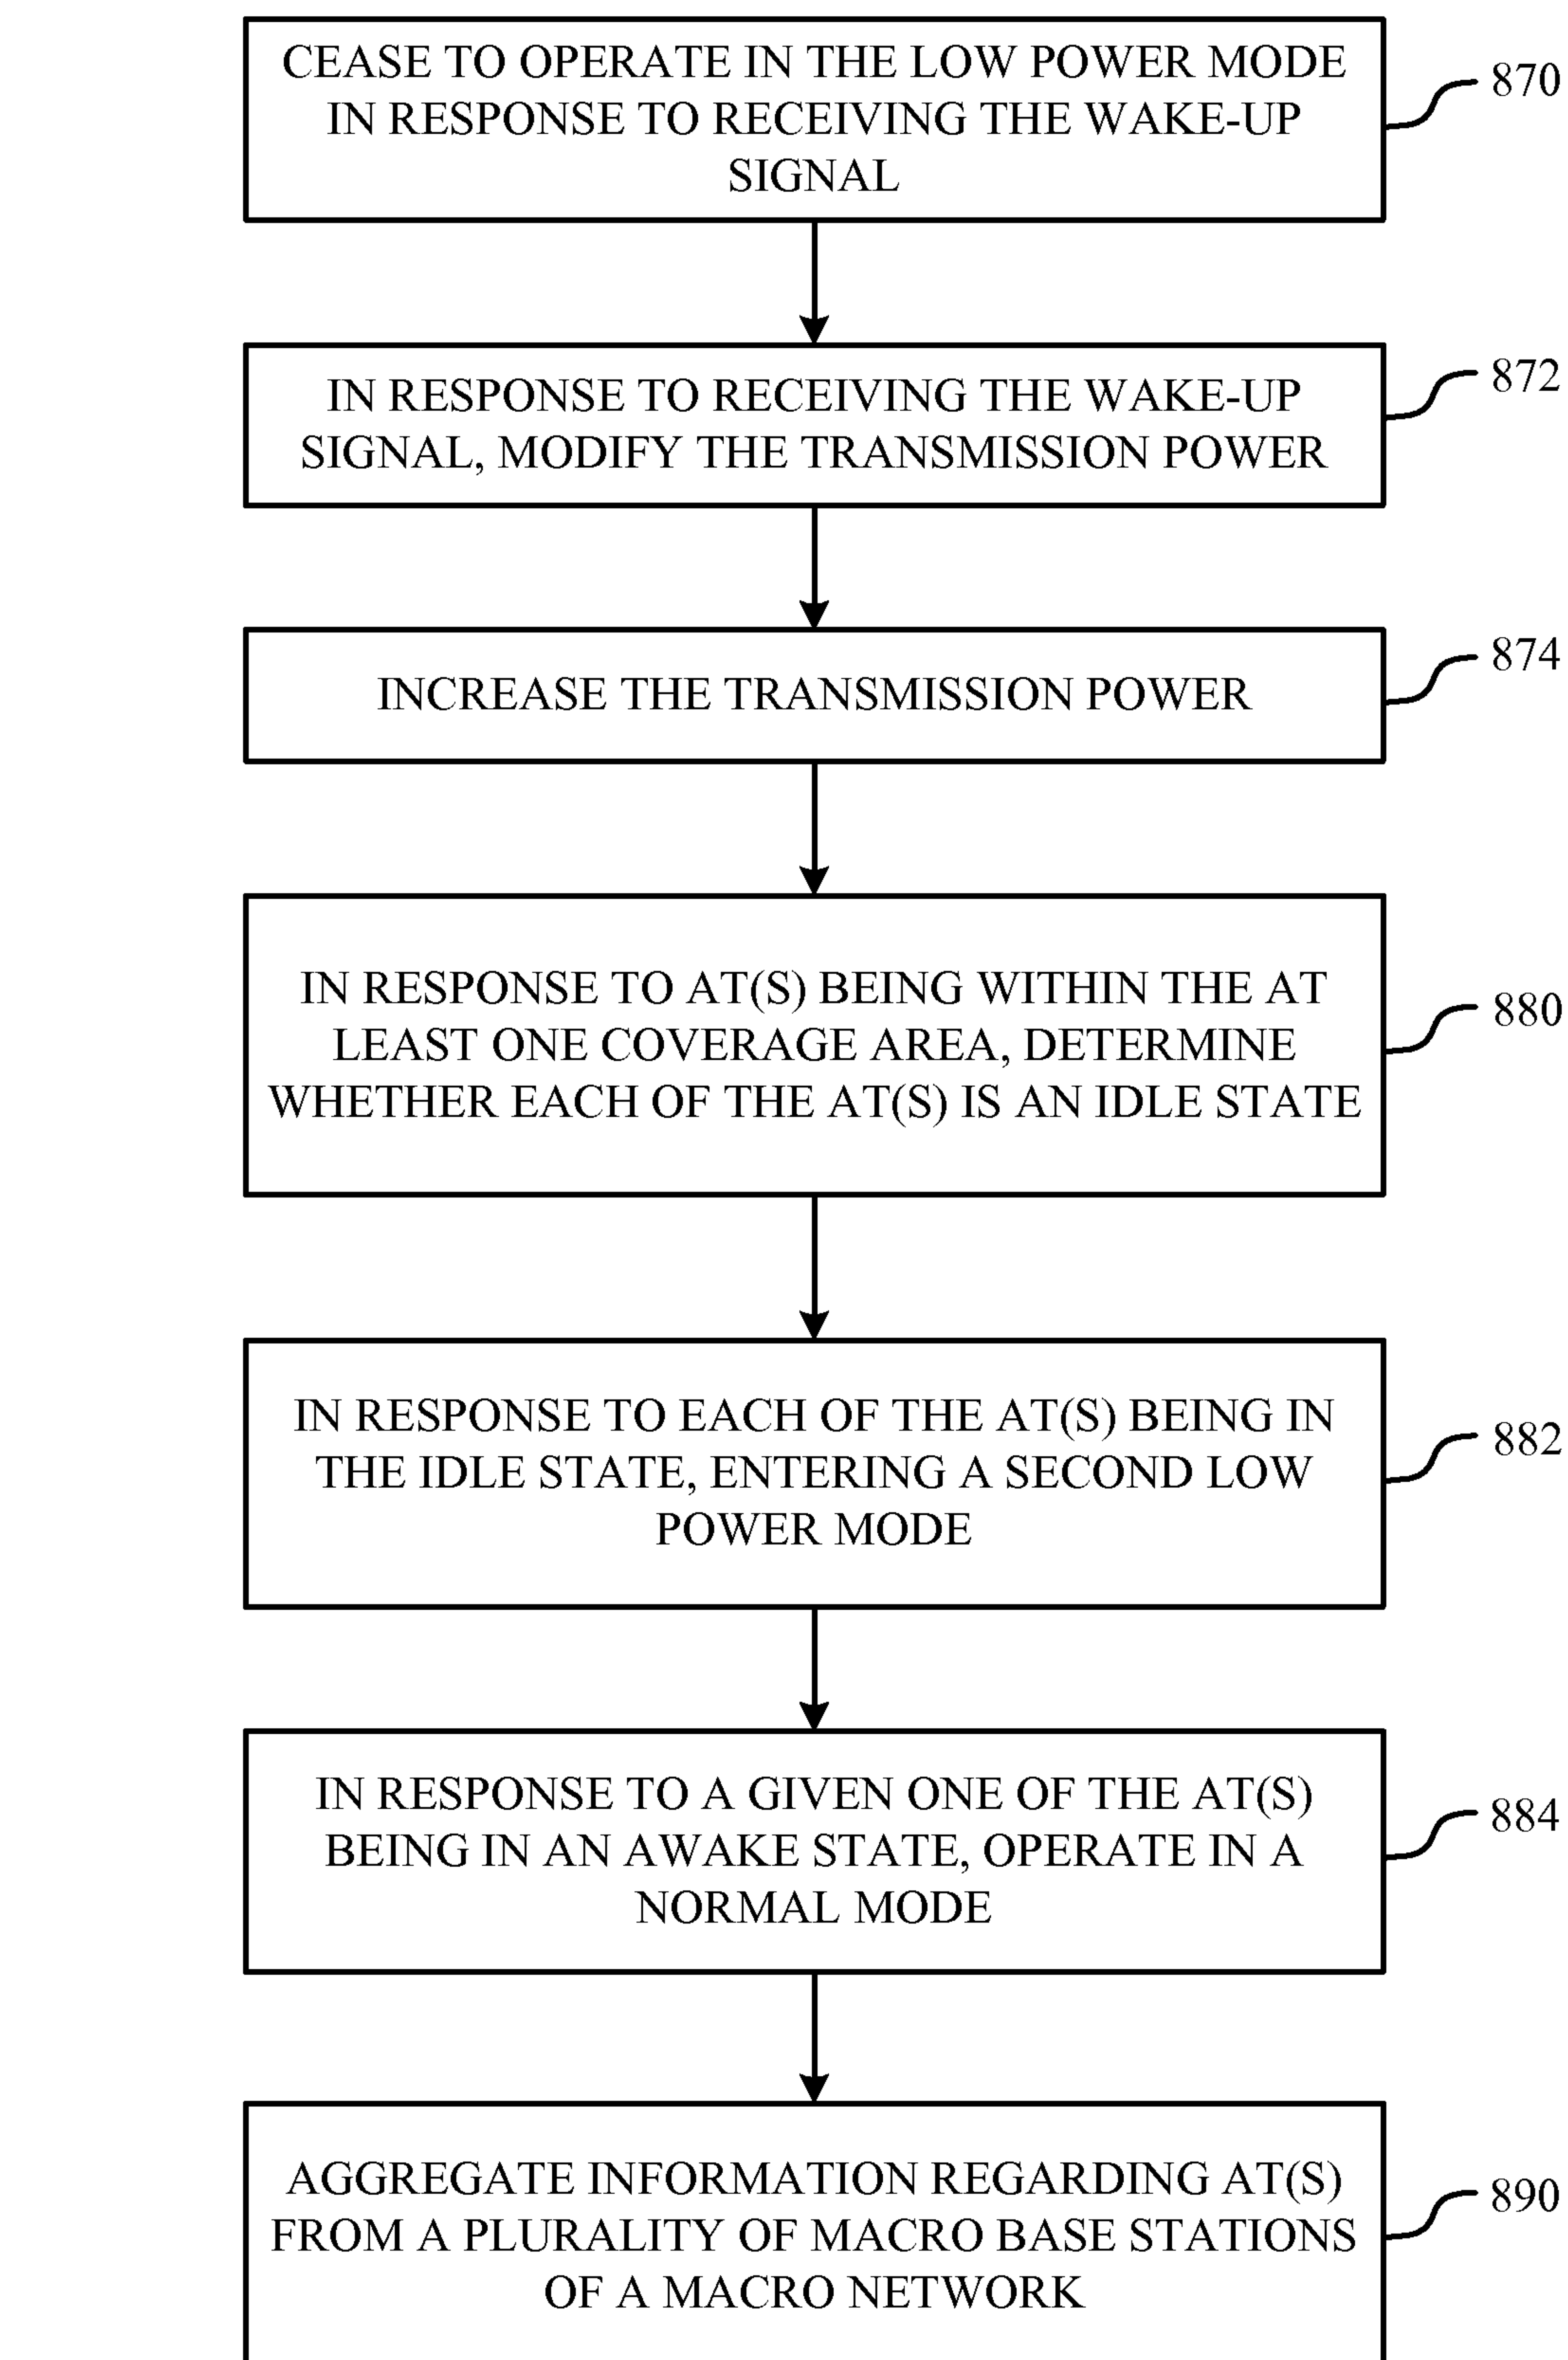 CEASE TO OPERATE IN THE LOW POWER MODE
IN RESPONSE TO RECEIVING THE WAKE-UP
SIGNAL
870
IN RESPONSE TO RECEIVING THE WAKE-UP
SIGNAL, MODIFY THE TRANSMISSION POWER
872
INCREASE THE TRANSMISSION POWER
874
IN RESPONSE TO AT(S) BEING WITHIN THE AT
LEAST ONE COVERAGE AREA, DETERMINE
WHETHER EACH OF THE AT(S) IS AN IDLE STATE
880
IN RESPONSE TO EACH OF THE AT(S) BEING IN
THE IDLE STATE, ENTERING A SECOND LOW
POWER MODE
882
IN RESPONSE TO A GIVEN ONE OF THE AT(S)
BEING IN AN AWAKE STATE, OPERATE IN A
NORMAL MODE
884
AGGREGATE INFORMATION REGARDING AT(S)
FROM A PLURALITY OF MACRO BASE STATIONS
OF A MACRO NETWORK
890